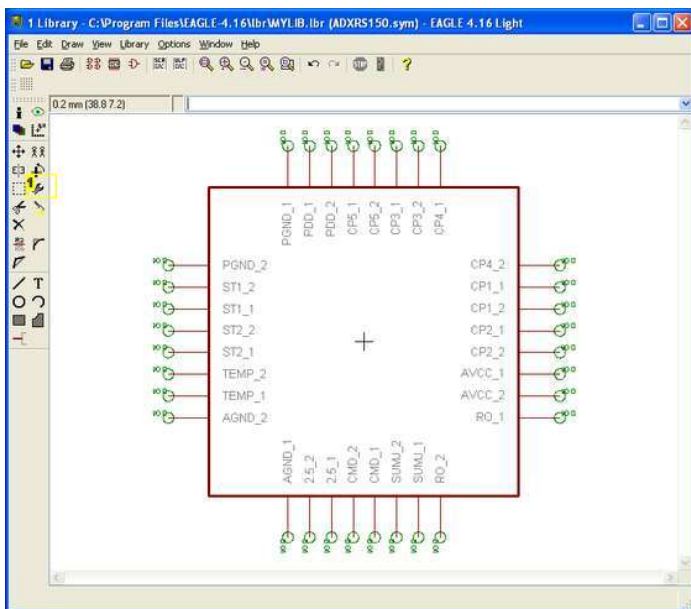 1 Library - C:\Program Files\EAGLE-4.16\lbr\MYLIB.lbr (ADXRS150.sym) - EAGLE 4.16 Light
File Edit Draw View Library Options Window Help
0.2 mm (38.8 7.2)
1
PGND_1 PDD_1 PDD_2 CP5_1 CP5_2 CP3_1 CP3_2 CP4_1
PGND_2 CP4_2
ST1_2 CP1_1
ST1_1 CP1_2
ST2_2 CP2_1
ST2_1 CP2_2
TEMP_2 AVCC_1
TEMP_1 AVCC_2
AGND_2 RO_1
AGND_1 2.5_2 2.5_1 CMD_2 CMD_1 SUMJ_2 SUMJ_1 RO_2